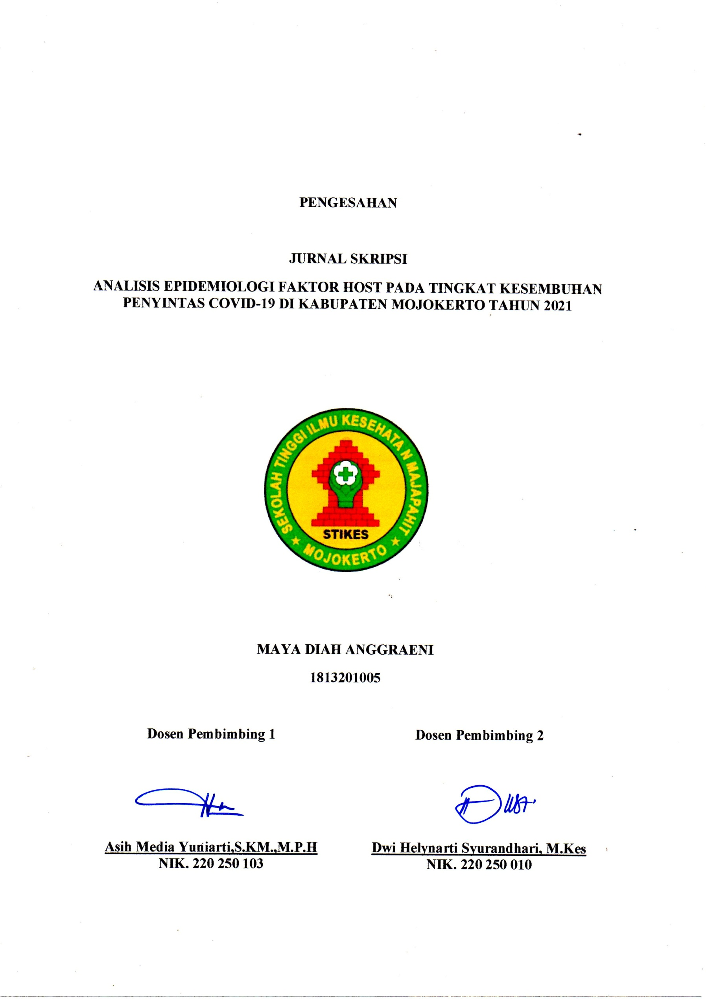 PENGESAHAN
JURNAL SKRIPSI
ANALISIS EPIDEMIOLOGI FAKTOR HOST PADA TINGKAT KESEMBUHAN
PENYINTAS COVID-19 DI KABUPATEN MOJOKERTO TAHUN 2021
SEKOLAH TINGGI ILMU KESEHATAN MAJAPAHIT
STIKES
MOJOKERTO
MAYA DIAH ANGGRAENI
1813201005
Dosen Pembimbing 1
Dosen Pembimbing 2
Asih Media Yuniarti,S.KM.,M.P.H
NIK. 220 250 103
Dwi Helynarti Syurandhari, M.Kes
NIK. 220 250 010